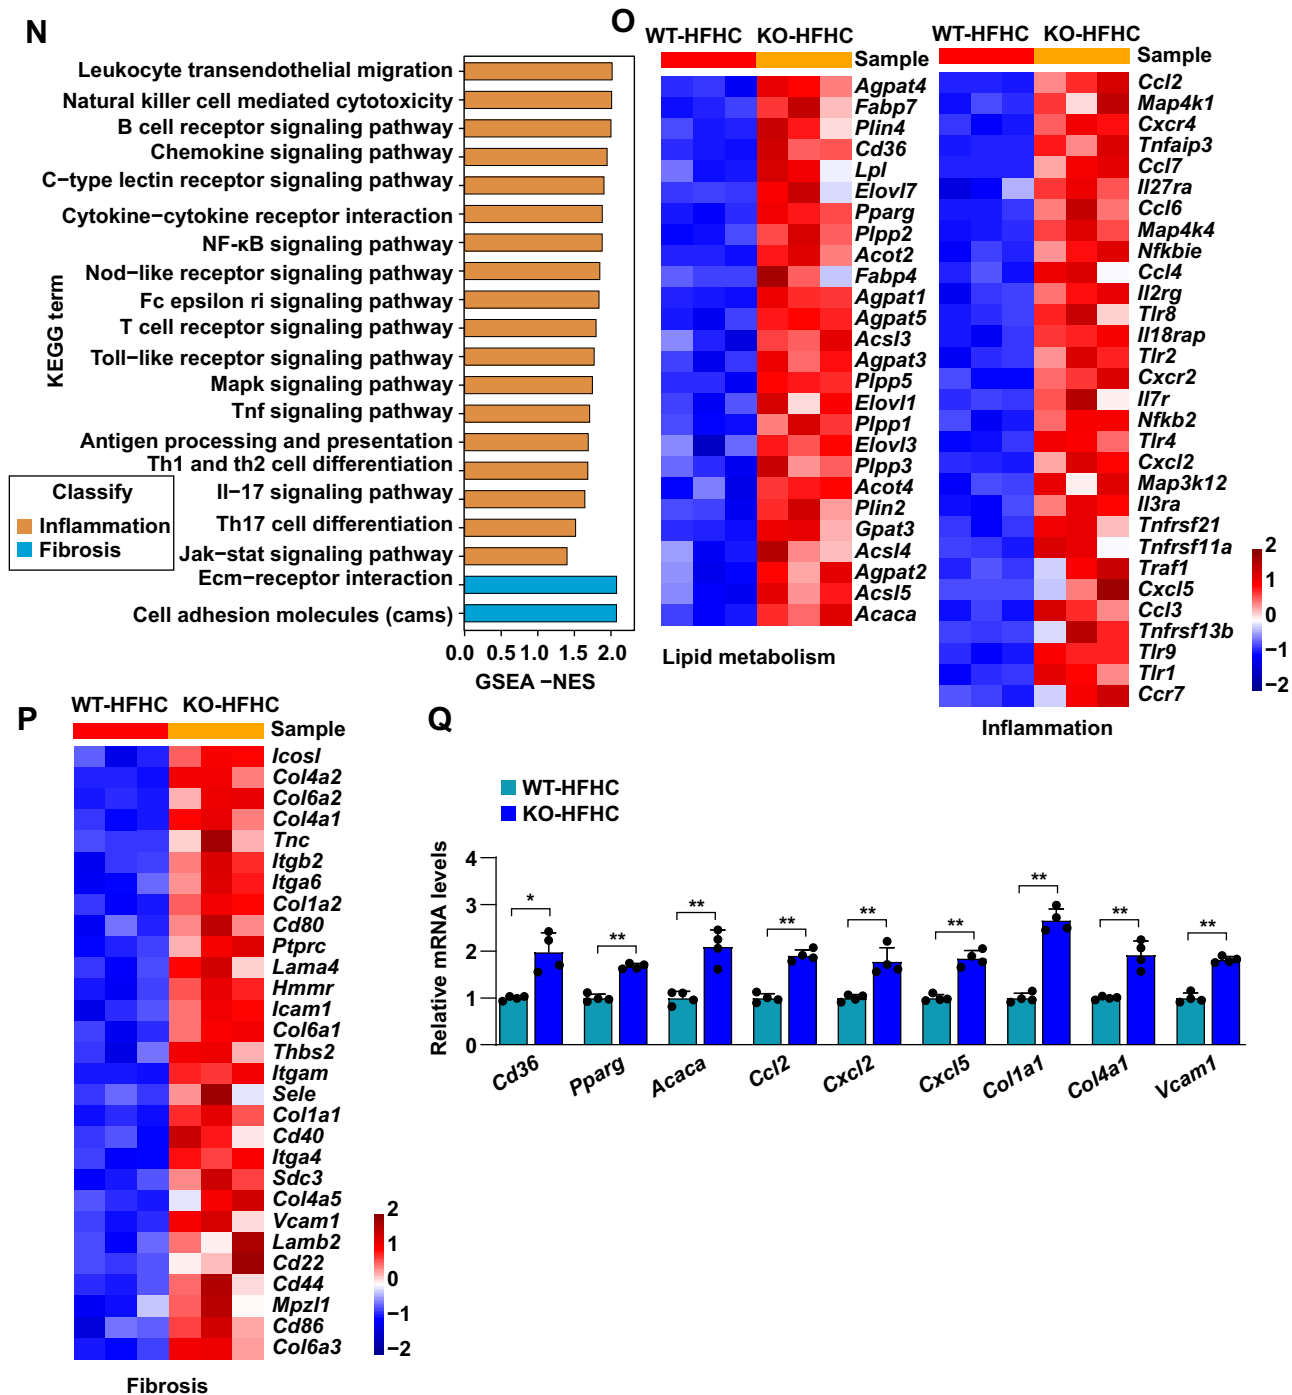 N
KEGG term
Leukocyte transendothelial migration
Natural killer cell mediated cytotoxicity
B cell receptor signaling pathway
Chemokine signaling pathway
C−type lectin receptor signaling pathway
Cytokine−cytokine receptor interaction
NF-κB signaling pathway
Nod−like receptor signaling pathway
Fc epsilon ri signaling pathway
T cell receptor signaling pathway
Toll−like receptor signaling pathway
Mapk signaling pathway
Tnf signaling pathway
Antigen processing and presentation
Th1 and th2 cell differentiation
Il−17 signaling pathway
Th17 cell differentiation
Jak−stat signaling pathway
Ecm−receptor interaction
Cell adhesion molecules (cams)
Classify
Inflammation
Fibrosis
0.0 0.5 1.0 1.5 2.0
GSEA −NES
O
WT-HFHC KO-HFHC
Sample
Agpat4
Fabp7
Plin4
Cd36
Lpl
Elovl7
Pparg
Plpp2
Acot2
Fabp4
Agpat1
Agpat5
Acsl3
Agpat3
Plpp5
Elovl1
Plpp1
Elovl3
Plpp3
Acot4
Plin2
Gpat3
Acsl4
Agpat2
Acsl5
Acaca
Lipid metabolism
WT-HFHC KO-HFHC
Sample
Ccl2
Map4k1
Cxcr4
Tnfaip3
Ccl7
Il27ra
Ccl6
Map4k4
Nfkbie
Ccl4
Il2rg
Tlr8
Il18rap
Tlr2
Cxcr2
Il7r
Nfkb2
Tlr4
Cxcl2
Map3k12
Il3ra
Tnfrsf21
Tnfrsf11a
Traf1
Cxcl5
Ccl3
Tnfrsf13b
Tlr9
Tlr1
Ccr7
Inflammation
2
1
0
−1
−2
P
WT-HFHC KO-HFHC
Sample
Icosl
Col4a2
Col6a2
Col4a1
Tnc
Itgb2
Itga6
Col1a2
Cd80
Ptprc
Lama4
Hmmr
Icam1
Col6a1
Thbs2
Itgam
Sele
Col1a1
Cd40
Itga4
Sdc3
Col4a5
Vcam1
Lamb2
Cd22
Cd44
Mpzl1
Cd86
Col6a3
Fibrosis
2
1
0
−1
−2
Q
WT-HFHC
KO-HFHC
Relative mRNA levels
4
3
2
1
0
* ** ** ** ** ** ** ** **
Cd36 Pparg Acaca Ccl2 Cxcl2 Cxcl5 Col1a1 Col4a1 Vcam1